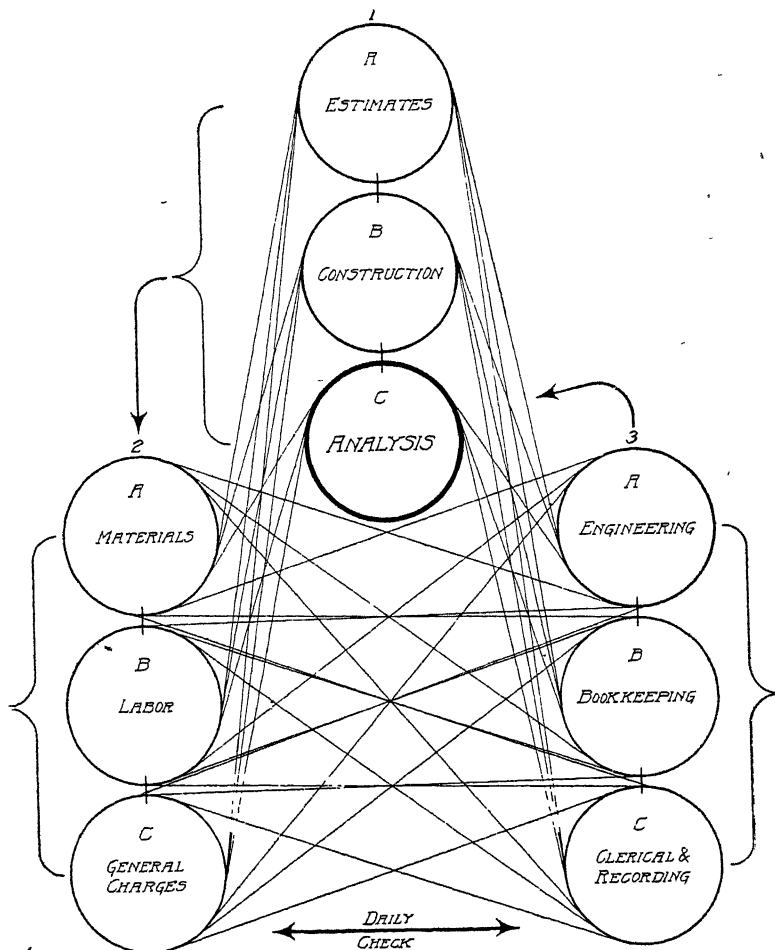 1
A
ESTIMATES
B
CONSTRUCTION
C
ANALYSIS
2
A
MATERIALS
B
LABOR
C
GENERAL
CHARGES
3
A
ENGINEERING
B
BOOKKEEPING
C
CLERICAL &
RECORDING
DAILY
CHECK